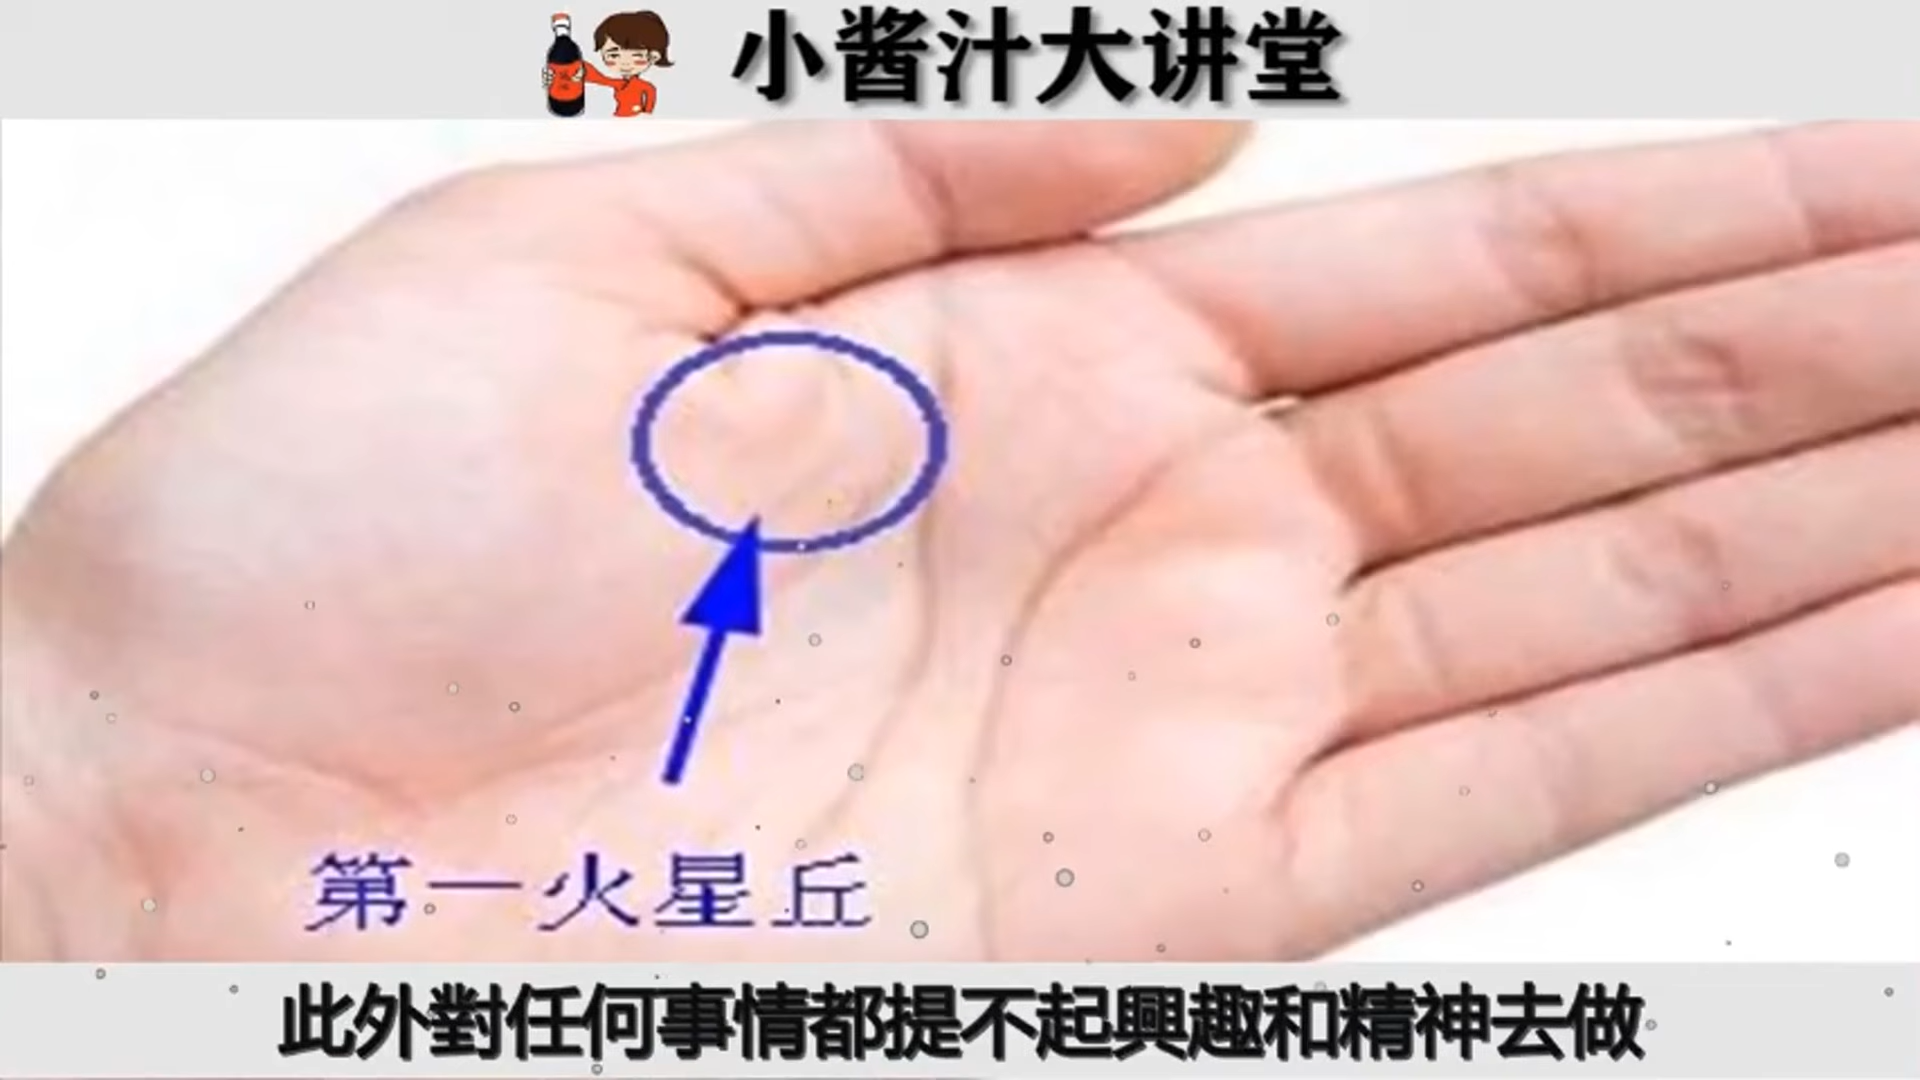 小酱汁大讲堂
第一火星丘
此外對任何事情都提不起興趣和精神去做